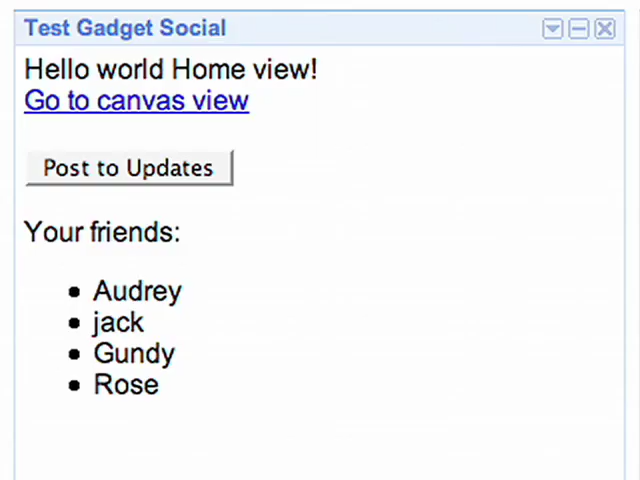 Test Gadget Social
Hello world Home view!
Go to canvas view
Post to Updates
Your friends:
Audrey
jack
Gundy
Rose